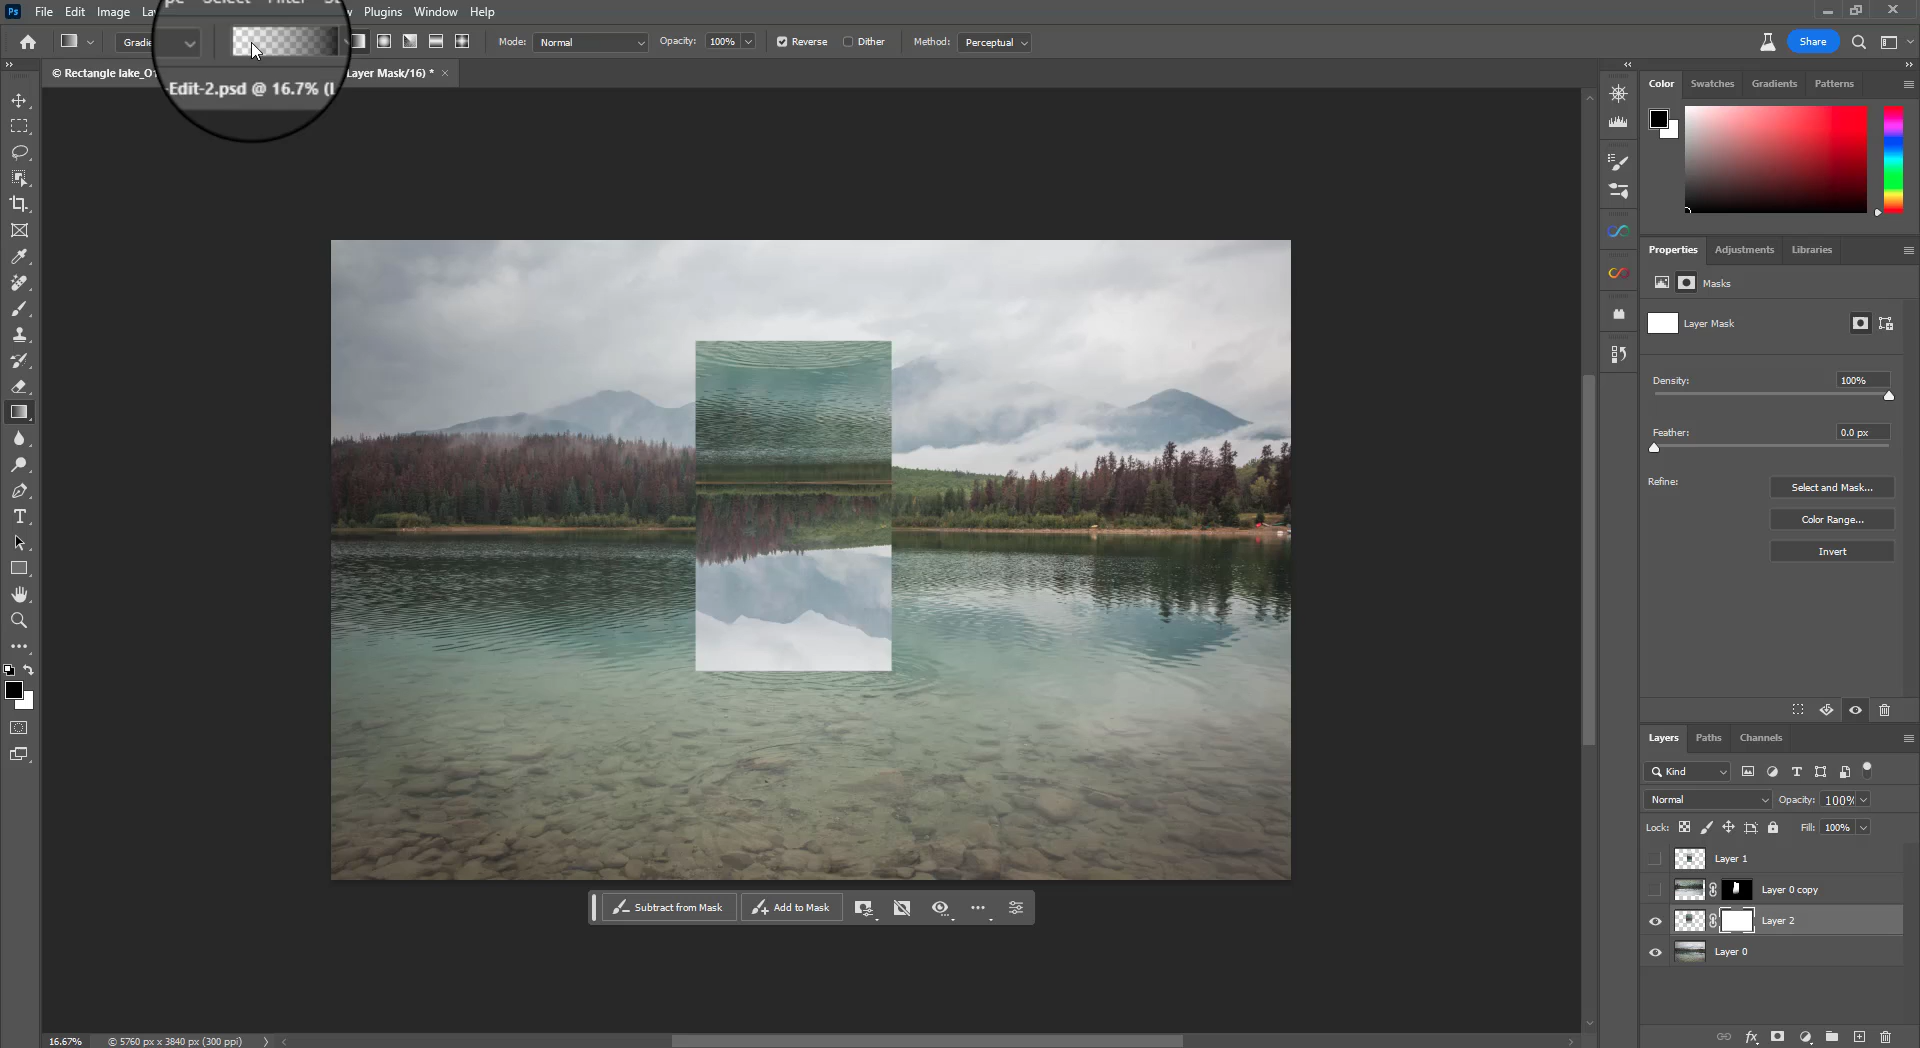 Ps File Edit Image Plugins Window Help
Mode: Normal Opacity: 100% Reverse Dither Method: Perceptual Share
© Rectangle lake_O -Edit-2.psd @ 16.7% (L Layer Mask/16) *
Color Swatches Gradients Patterns
Properties Adjustments Libraries
Masks
Layer Mask
Density: 100%
Feather: 0.0 px
Refine: Select and Mask...
Color Range...
Invert
Layers Paths Channels
Kind
Normal Opacity: 100%
Lock: Fill: 100%
Layer 1
Layer 0 copy
Layer 2
Layer 0
Subtract from Mask Add to Mask
16.67% © 5760 px x 3840 px (300 ppi)